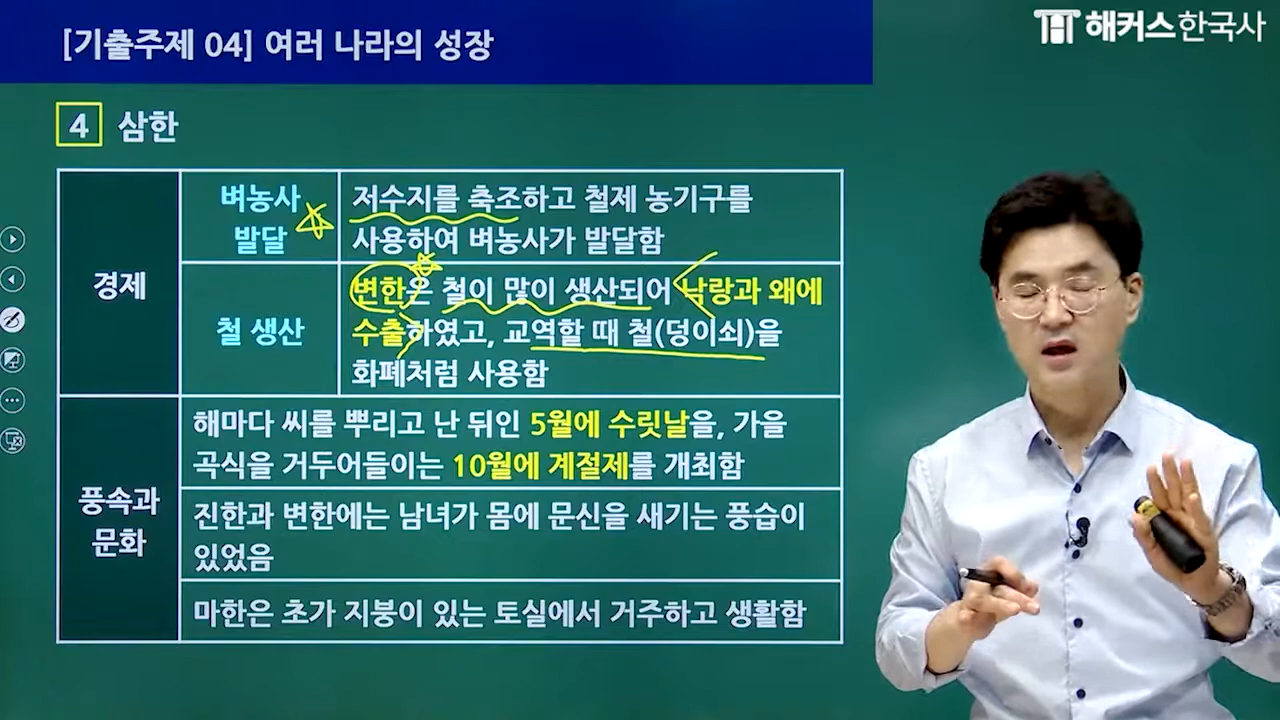 [기출주제 04] 여러 나라의 성장
해커스한국사
4 삼한
경제
벼농사
발달
저수지를 축조하고 철제 농기구를
사용하여 벼농사가 발달함
철 생산
변한은 철이 많이 생산되어 낙랑과 왜에
수출하였고, 교역할 때 철(덩이쇠)을
화폐처럼 사용함
풍속과
문화
해마다 씨를 뿌리고 난 뒤인 5월에 수릿날을, 가을
곡식을 거두어들이는 10월에 계절제를 개최함
진한과 변한에는 남녀가 몸에 문신을 새기는 풍습이
있었음
마한은 초가 지붕이 있는 토실에서 거주하고 생활함